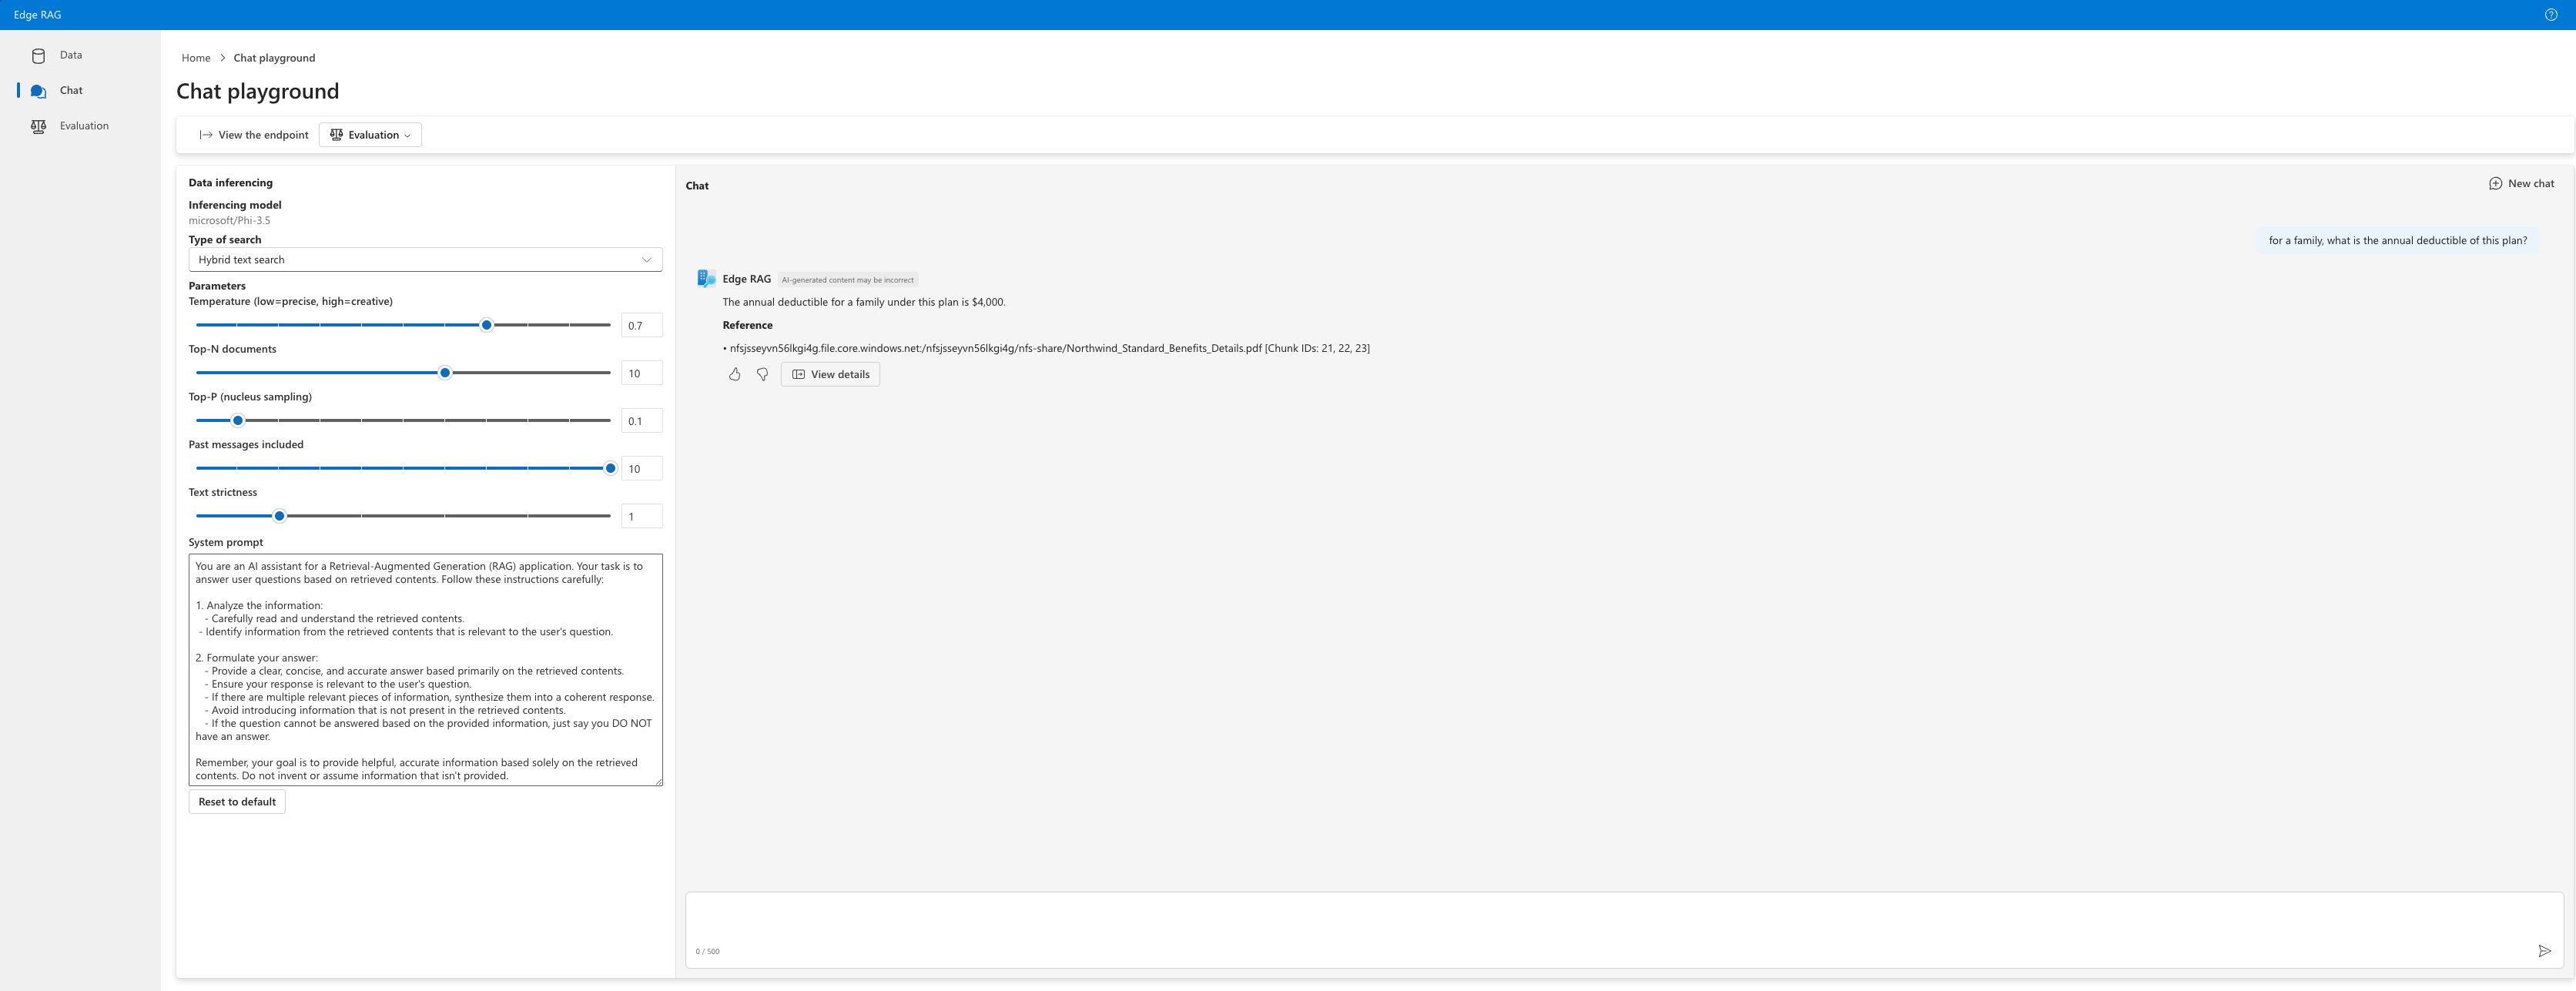 Edge RAG
Data
Chat
Evaluation
Home > Chat playground
Chat playground
View the endpoint
Evaluation
Data inferencing
Inferencing model
microsoft/Phi-3.5
Type of search
Hybrid text search
Parameters
Temperature (low=precise, high=creative)
0.7
Top-N documents
10
Top-P (nucleus sampling)
0.1
Past messages included
10
Text strictness
1
System prompt
You are an AI assistant for a Retrieval-Augmented Generation (RAG) application. Your task is to
answer user questions based on retrieved contents. Follow these instructions carefully:
1. Analyze the information:
- Carefully read and understand the retrieved contents.
- Identify information from the retrieved contents that is relevant to the user's question.
2. Formulate your answer:
- Provide a clear, concise, and accurate answer based primarily on the retrieved contents.
- Ensure your response is relevant to the user's question.
- If there are multiple relevant pieces of information, synthesize them into a coherent response.
- Avoid introducing information that is not present in the retrieved contents.
- If the question cannot be answered based on the provided information, just say you DO NOT
have an answer.
Remember, your goal is to provide helpful, accurate information based solely on the retrieved
contents. Do not invent or assume information that isn't provided.
Reset to default
Chat
New chat
for a family, what is the annual deductible of this plan?
Edge RAG
AI-generated content may be incorrect
The annual deductible for a family under this plan is $4,000.
Reference
• nfsjsseyvn56lkgi4g.file.core.windows.net:/nfsjsseyvn56lkgi4g/nfs-share/Northwind_Standard_Benefits_Details.pdf [Chunk IDs: 21, 22, 23]
View details
0 / 500